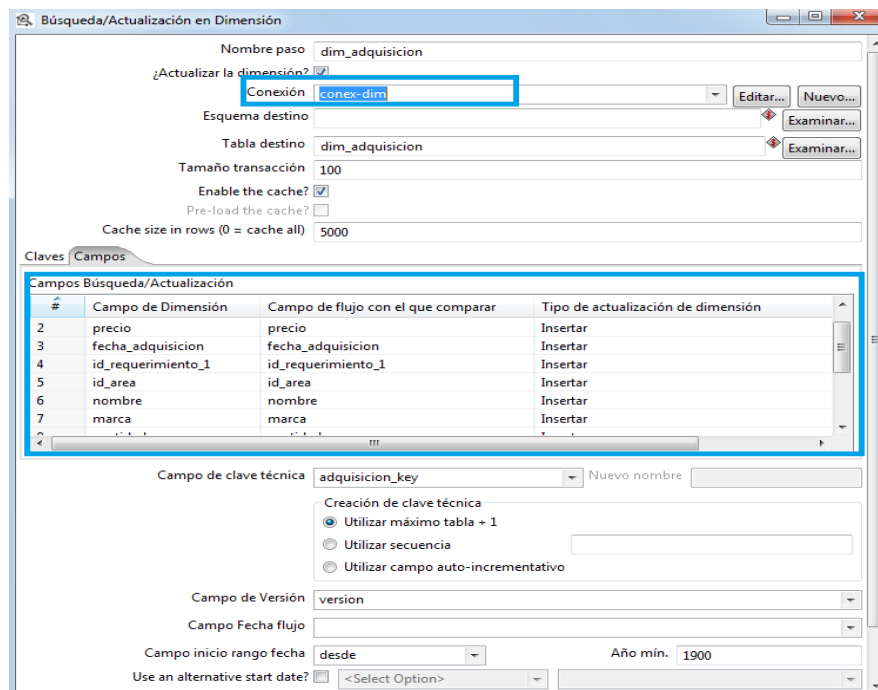 Búsqueda/Actualización en Dimensión
Nombre paso dim_adquisicion
¿Actualizar la dimensión?
Conexión conex-dim Editar... Nuevo...
Esquema destino Examinar...
Tabla destino dim_adquisicion Examinar...
Tamaño transacción 100
Enable the cache?
Pre-load the cache?
Cache size in rows (0 = cache all) 5000
Claves Campos
Campos Búsqueda/Actualización
# Campo de Dimensión Campo de flujo con el que comparar Tipo de actualización de dimensión
2 precio precio Insertar
3 fecha_adquisicion fecha_adquisicion Insertar
4 id_requerimiento_1 id_requerimiento_1 Insertar
5 id_area id_area Insertar
6 nombre nombre Insertar
7 marca marca Insertar
Campo de clave técnica adquisicion_key Nuevo nombre
Creación de clave técnica
Utilizar máximo tabla + 1
Utilizar secuencia
Utilizar campo auto-incrementativo
Campo de Versión version
Campo Fecha flujo
Campo inicio rango fecha desde Año mín. 1900
Use an alternative start date? <Select Option>